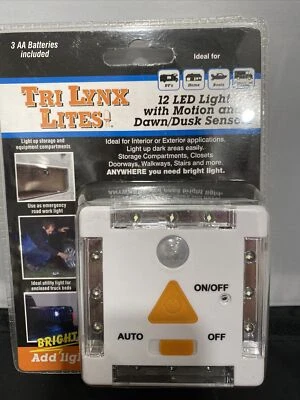 3 AA Batteries
included
Ideal for
RV's
Home
Boats
TRI LYNX
LITES
12 LED Light
with Motion and
Dawn/Dusk Sensor
Light up storage and
equipment compartments
Ideal for Interior or Exterior applications.
Light up dark areas easily.
Storage Compartments, Closets
Doorways, Walkways, Stairs and more.
ANYWHERE you need bright light.
Use as emergency
road work light
Ideal utility light for
enclosed truck beds
BRIGHT
Add ligh
ON/OFF
AUTO
OFF